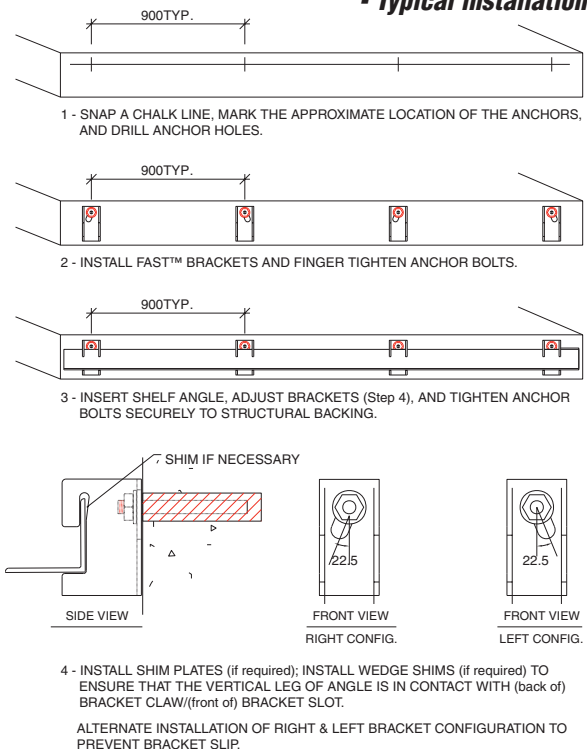 - Typical Installation
900TYP.
1 - SNAP A CHALK LINE, MARK THE APPROXIMATE LOCATION OF THE ANCHORS,
AND DRILL ANCHOR HOLES.
900TYP.
2 - INSTALL FAST™ BRACKETS AND FINGER TIGHTEN ANCHOR BOLTS.
900TYP.
3 - INSERT SHELF ANGLE, ADJUST BRACKETS (Step 4), AND TIGHTEN ANCHOR
BOLTS SECURELY TO STRUCTURAL BACKING.
SHIM IF NECESSARY
22.5
22.5
SIDE VIEW
FRONT VIEW
RIGHT CONFIG.
FRONT VIEW
LEFT CONFIG.
4 - INSTALL SHIM PLATES (if required); INSTALL WEDGE SHIMS (if required) TO
ENSURE THAT THE VERTICAL LEG OF ANGLE IS IN CONTACT WITH (back of)
BRACKET CLAW/(front of) BRACKET SLOT.
ALTERNATE INSTALLATION OF RIGHT & LEFT BRACKET CONFIGURATION TO
PREVENT BRACKET SLIP.